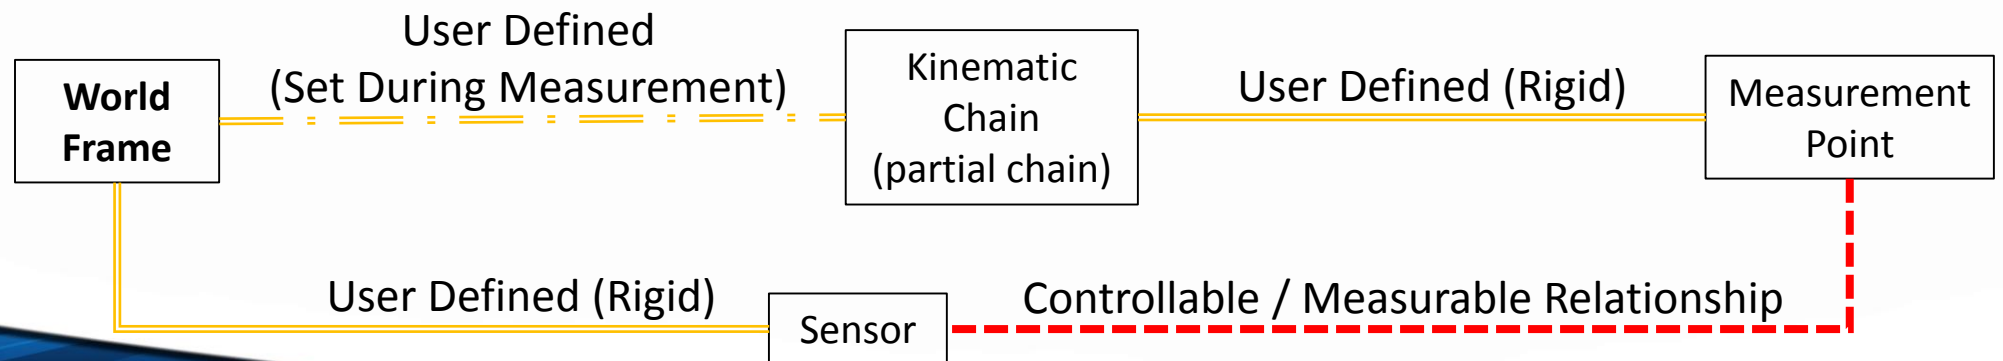 User Defined
(Set During Measurement)
World
Frame
Kinematic
Chain
(partial chain)
User Defined (Rigid)
Measurement
Point
User Defined (Rigid)
Sensor
Controllable / Measurable Relationship